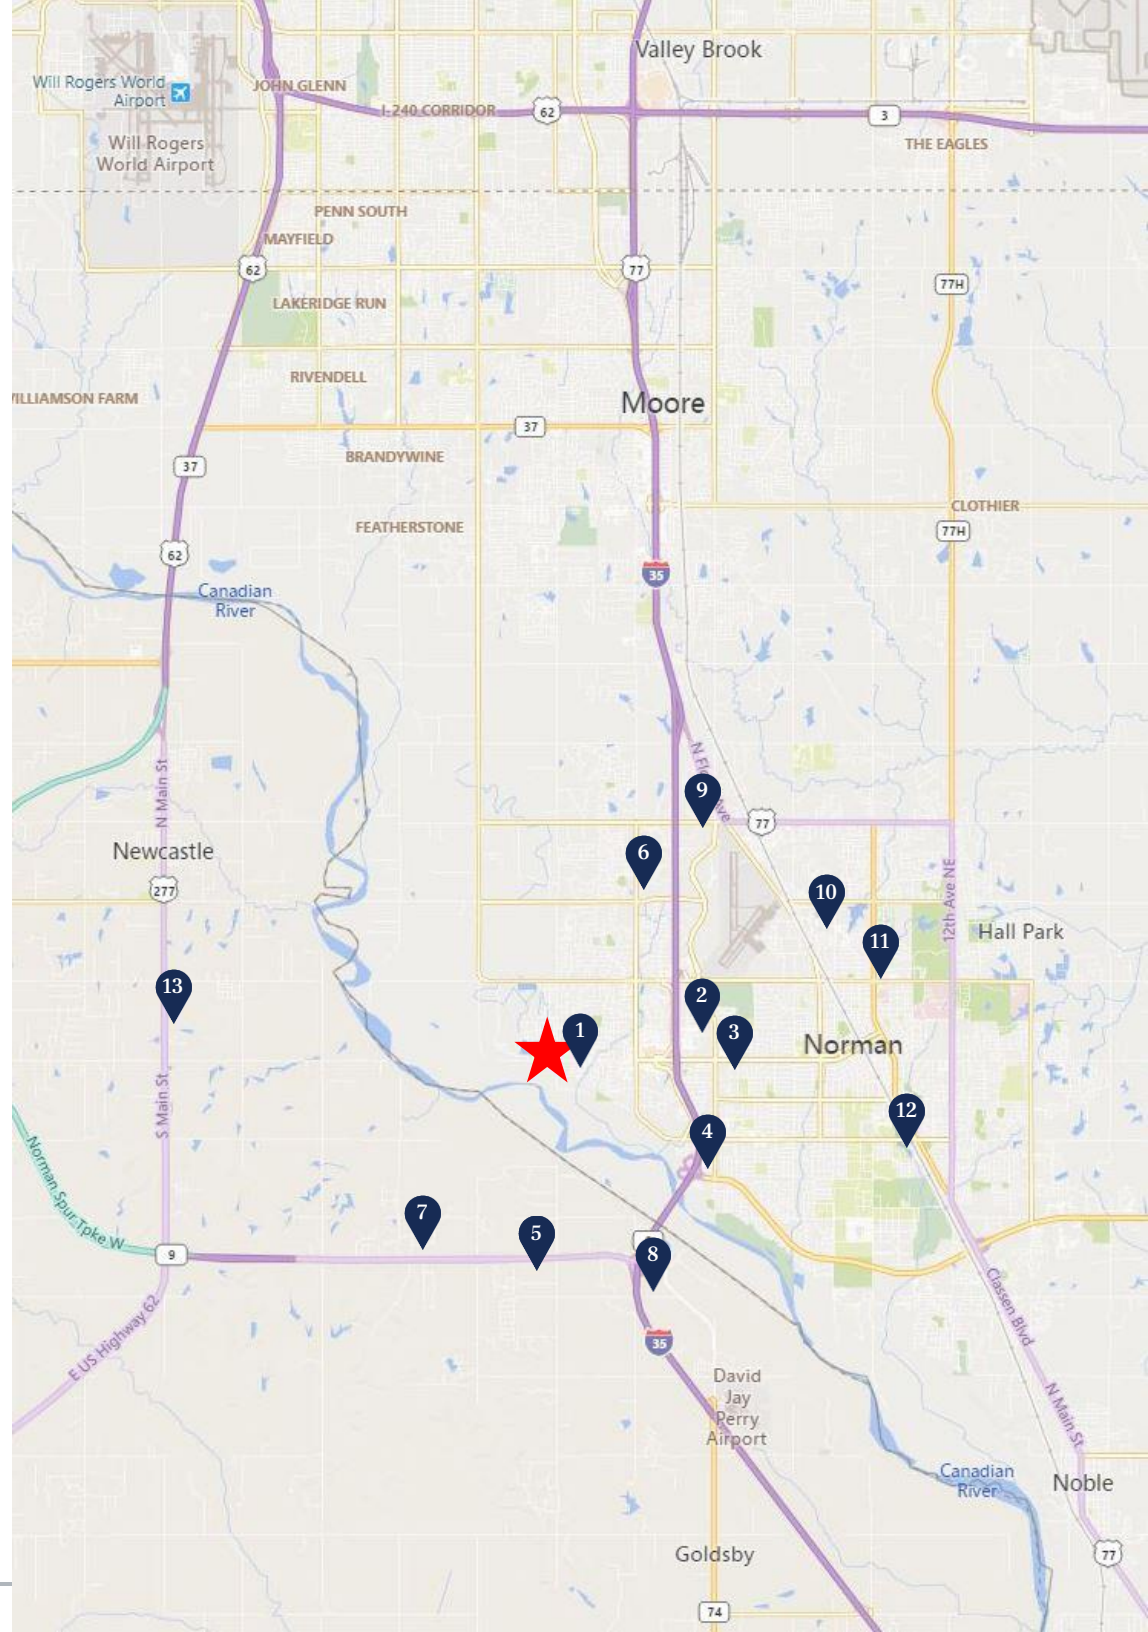 Valley Brook
Will Rogers World
Airport
JOHN GLENN
I-240 CORRIDOR
62
3
Will Rogers
World Airport
THE EAGLES
PENN SOUTH
MAYFIELD
62
77
77H
LAKERIDGE RUN
RIVENDELL
WILLIAMSON FARM
Moore
37
BRANDYWINE
37
CLOTHIER
FEATHERSTONE
77H
62
35
Canadian
River
N Main St
9
77
Newcastle
6
277
10
12th Ave NE
Hall Park
11
13
2
1
3
Norman
S Main St
12
4
Norman Spur Tpke W
7
5
9
8
E US Highway 62
Classen Blvd
35
David
Jay
Perry
Airport
N Main St
Canadian
River
Noble
Goldsby
77
74